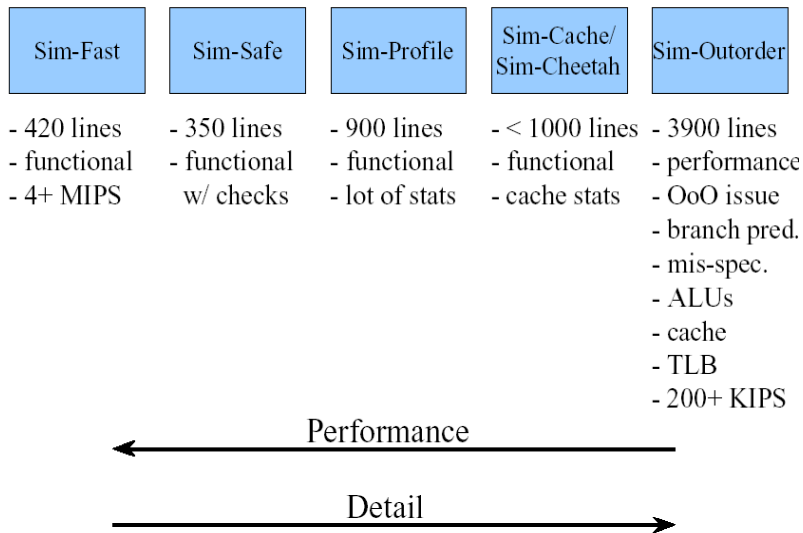 Sim-Fast
Sim-Safe
Sim-Profile
Sim-Cache/
Sim-Cheetah
Sim-Outorder
- 420 lines
- functional
- 4+ MIPS
- 350 lines
- functional
w/ checks
- 900 lines
- functional
- lot of stats
- < 1000 lines
- functional
- cache stats
- 3900 lines
- performance
- OoO issue
- branch pred.
- mis-spec.
- ALUs
- cache
- TLB
- 200+ KIPS
Performance
Detail